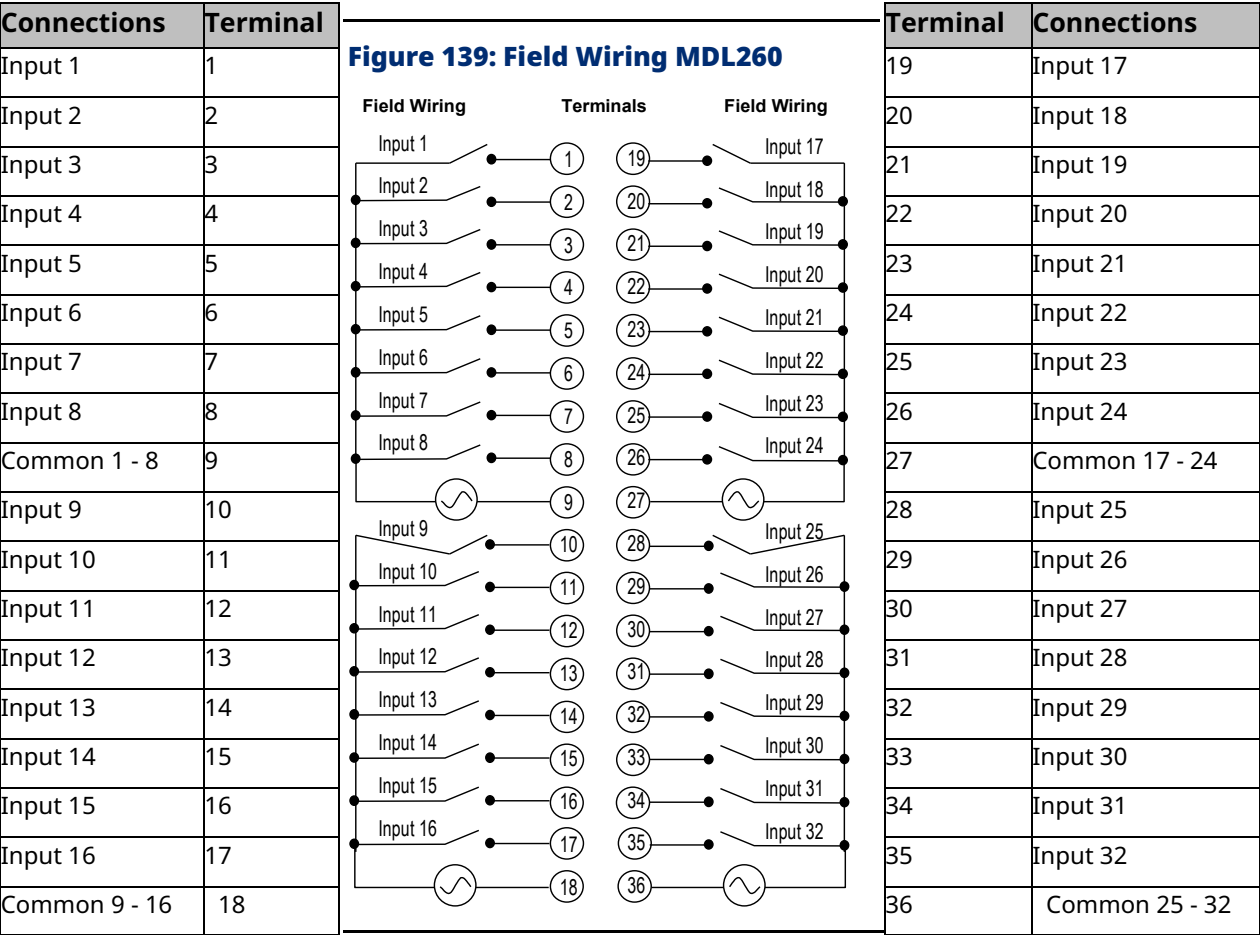 Connections Terminal
Input 1 1
Input 2 2
Input 3 3
Input 4 4
Input 5 5
Input 6 6
Input 7 7
Input 8 8
Common 1 - 8 9
Input 9 10
Input 10 11
Input 11 12
Input 12 13
Input 13 14
Input 14 15
Input 15 16
Input 16 17
Common 9 - 16 18
Figure 139: Field Wiring MDL260
Field Wiring Terminals Field Wiring
Input 1 1 19 Input 17
Input 2 2 20 Input 18
Input 3 3 21 Input 19
Input 4 4 22 Input 20
Input 5 5 23 Input 21
Input 6 6 24 Input 22
Input 7 7 25 Input 23
Input 8 8 26 Input 24
9 27
Input 9 10 28 Input 25
Input 10 11 29 Input 26
Input 11 12 30 Input 27
Input 12 13 31 Input 28
Input 13 14 32 Input 29
Input 14 15 33 Input 30
Input 15 16 34 Input 31
Input 16 17 35 Input 32
18 36
Terminal Connections
19 Input 17
20 Input 18
21 Input 19
22 Input 20
23 Input 21
24 Input 22
25 Input 23
26 Input 24
27 Common 17 - 24
28 Input 25
29 Input 26
30 Input 27
31 Input 28
32 Input 29
33 Input 30
34 Input 31
35 Input 32
36 Common 25 - 32